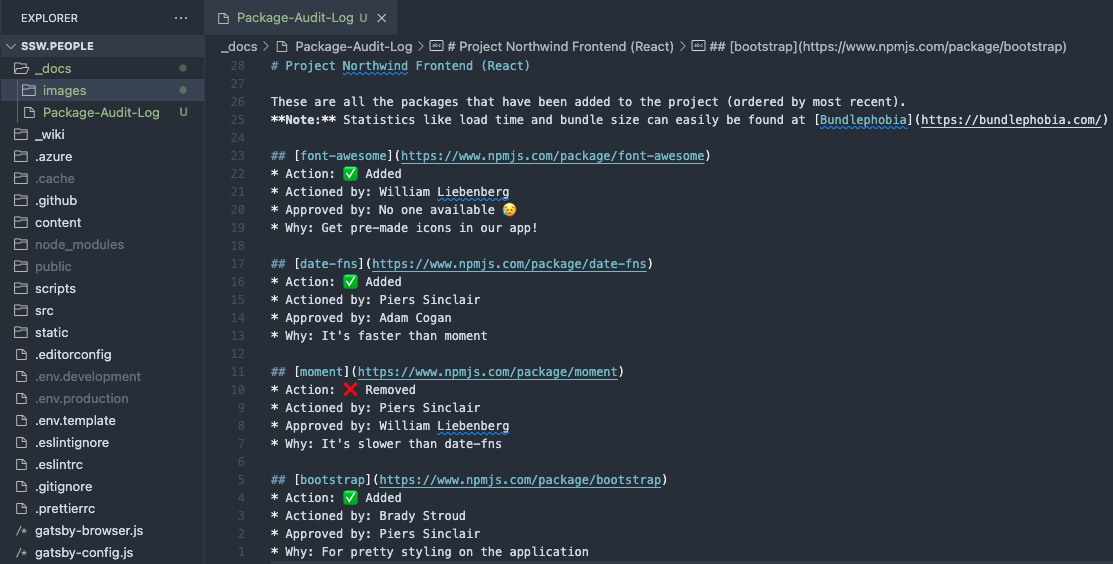 EXPLORER ...
SSW.PEOPLE
_docs
images
Package-Audit-Log U
_wiki
.azure
.cache
.github
content
node_modules
public
scripts
src
static
.editorconfig
.env.development
.env.production
.env.template
.eslintignore
.eslintrc
.gitignore
.prettierrc
/* gatsby-browser.js
/* gatsby-config.js
Package-Audit-Log U ×
_docs > Package-Audit-Log > # Project Northwind Frontend (React) > ## [bootstrap](https://www.npmjs.com/package/bootstrap)
28 # Project Northwind Frontend (React)
27
26 These are all the packages that have been added to the project (ordered by most recent).
25 **Note:** Statistics like load time and bundle size can easily be found at [Bundlephobia](https://bundlephobia.com/)
24
23 ## [font-awesome](https://www.npmjs.com/package/font-awesome)
22 * Action: ✅ Added
21 * Actioned by: William Liebenberg
20 * Approved by: No one available 😥
19 * Why: Get pre-made icons in our app!
18
17 ## [date-fns](https://www.npmjs.com/package/date-fns)
16 * Action: ✅ Added
15 * Actioned by: Piers Sinclair
14 * Approved by: Adam Cogan
13 * Why: It's faster than moment
12
11 ## [moment](https://www.npmjs.com/package/moment)
10 * Action: ❌ Removed
9 * Actioned by: Piers Sinclair
8 * Approved by: William Liebenberg
7 * Why: It's slower than date-fns
6
5 ## [bootstrap](https://www.npmjs.com/package/bootstrap)
4 * Action: ✅ Added
3 * Actioned by: Brady Stroud
2 * Approved by: Piers Sinclair
1 * Why: For pretty styling on the application